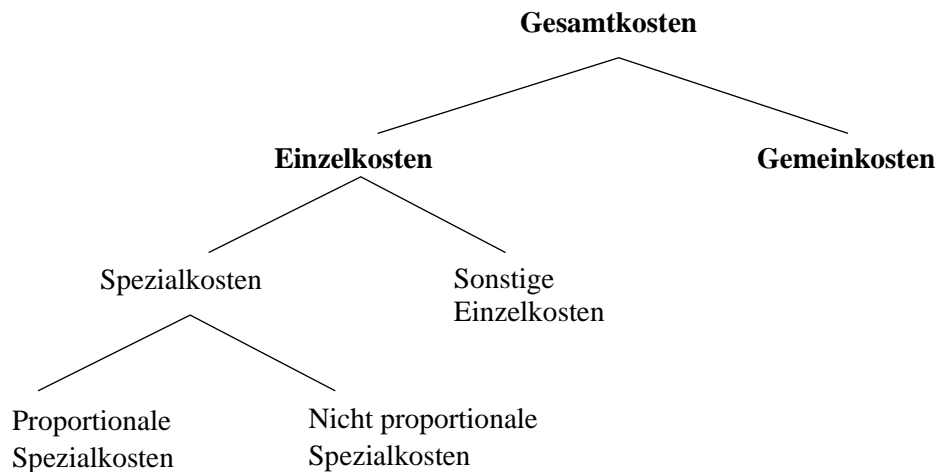 Gesamtkosten
Einzelkosten
Gemeinkosten
Spezialkosten
Sonstige
Einzelkosten
Proportionale
Spezialkosten
Nicht proportionale
Spezialkosten